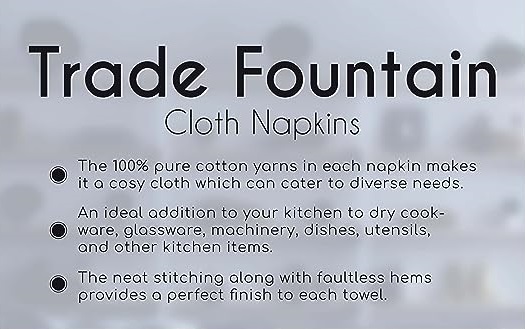 Trade Fountain
Cloth Napkins
The 100% pure cotton yarns in each napkin makes
it a cosy cloth which can cater to diverse needs.
An ideal addition to your kitchen to dry cook-
ware, glassware, machinery, dishes, utensils,
and other kitchen items.
The neat stitching along with faultless hems
provides a perfect finish to each towel.